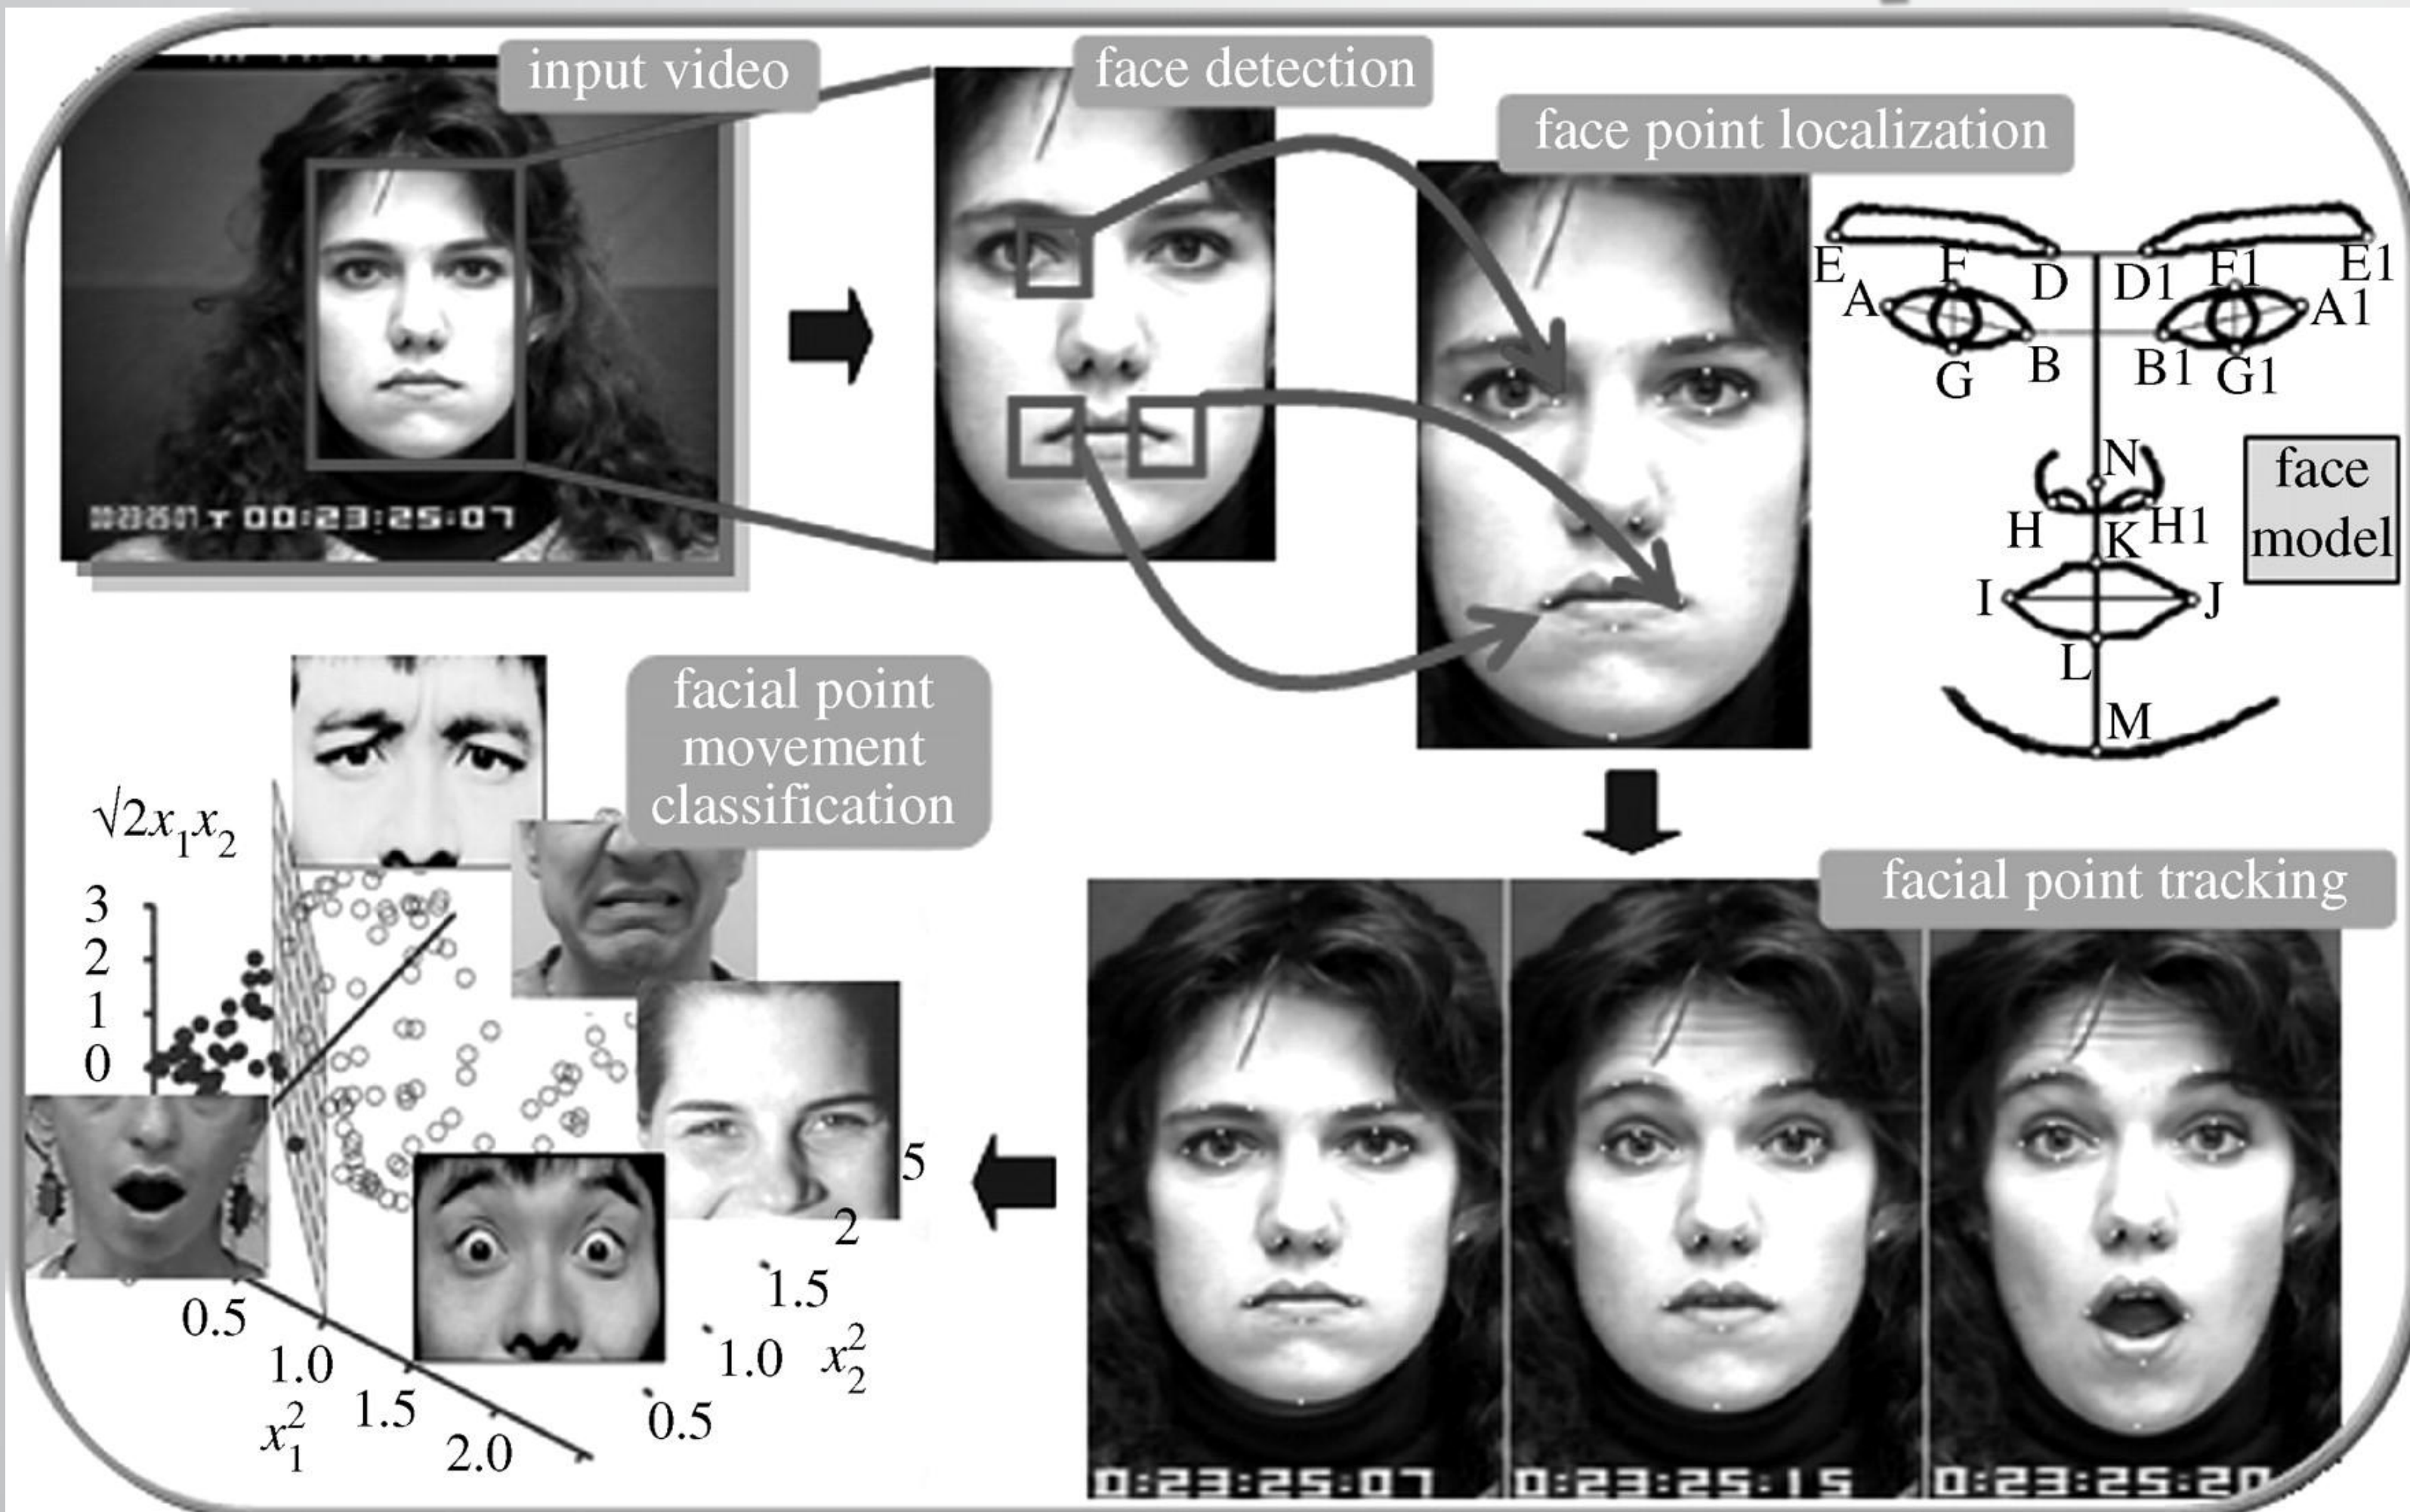 input video
face detection
face point localization
E
F
D
D1
F1
E1
A
A1
G
B
B1
G1
N
face
model
H
K
H1
I
J
L
M
00:23:25:07
facial point
movement
classification
√2x₁x₂
3
2
1
0
facial point tracking
5
2
1.5
1.0
x₂²
0.5
0.5
1.0
1.5
x₁²
2.0
0:23:25:07
0:23:25:15
0:23:25:20